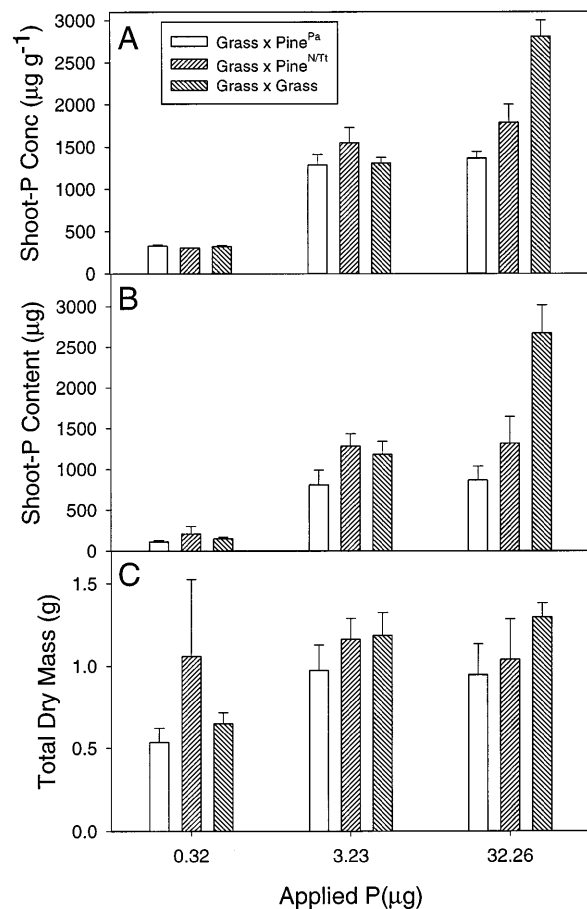 A
Grass x Pine^Pa
Grass x Pine^N/Tt
Grass x Grass
Shoot-P Conc (µg g⁻¹)
3000
2500
2000
1500
1000
500
0
B
Shoot-P Content (µg)
3000
2500
2000
1500
1000
500
0
C
Total Dry Mass (g)
1.5
1.0
0.5
0.0
0.32
3.23
32.26
Applied P(µg)